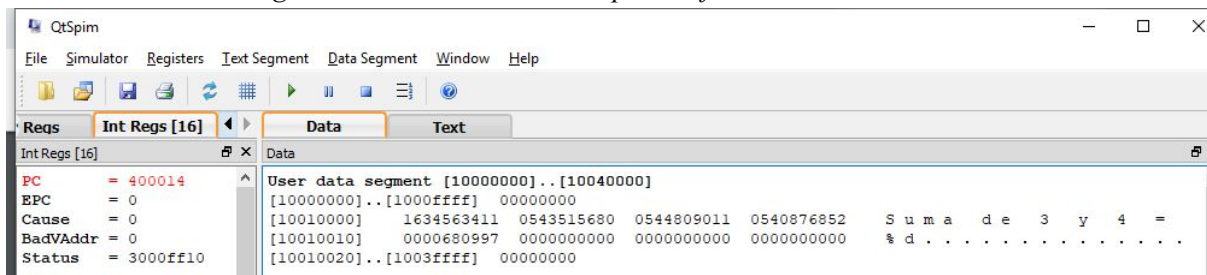 QtSpim
File Simulator Registers Text Segment Data Segment Window Help
Regs Int Regs [16] Data Text
Int Regs [16] Data
PC = 400014 User data segment [10000000]..[10040000]
EPC = 0 [10000000]..[1000ffff] 00000000
Cause = 0 [10010000] 1634563411 0543515680 0544809011 0540876852 S u m a d e 3 y 4 =
BadVAddr = 0 [10010010] 0000680997 0000000000 0000000000 0000000000 % d . . . . . . . . . . . . . .
Status = 3000ff10 [10010020]..[1003ffff] 00000000